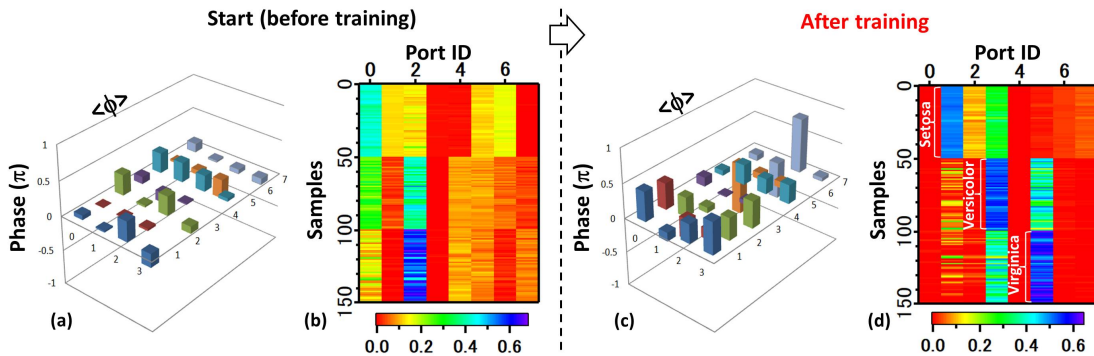 Start (before training)
After training
<ϕ>
Phase (π)
1
0.5
0
-0.5
-1
0
1
2
3
1
2
3
4
5
6
7
(a)
Port ID
0 2 4 6
Samples
0
50
100
150
(b)
0.0 0.2 0.4 0.6
<ϕ>
Phase (π)
1
0.5
0
-0.5
-1
0
1
2
3
1
2
3
4
5
6
7
(c)
Port ID
0 2 4 6
Samples
0
50
100
150
Setosa
Versicolor
Virginica
(d)
0.0 0.2 0.4 0.6